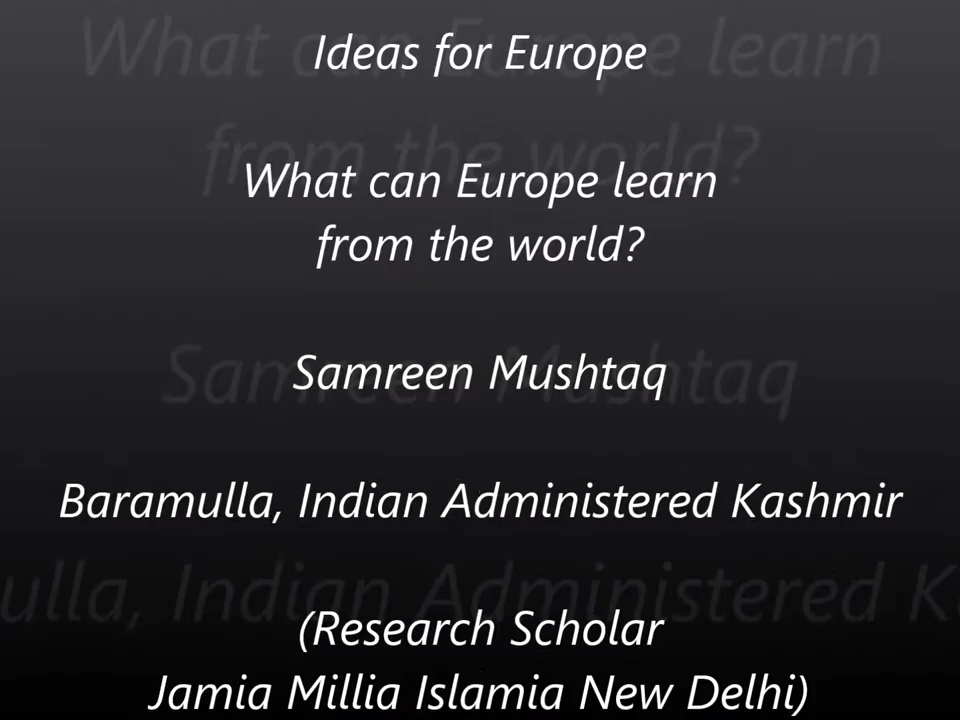 Ideas for Europe
What can Europe learn
from the world?
Samreen Mushtaq
Baramulla, Indian Administered Kashmir
(Research Scholar
Jamia Millia Islamia New Delhi)